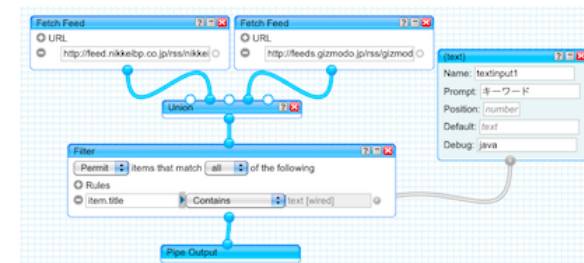 Fetch Feed
URL
http://feed.nikkeibp.co.jp/rss/nikkei
Fetch Feed
URL
http://feeds.gizmodo.jp/rss/gizmod
Union
(text)
Name: textinput1
Prompt: キーワード
Position: number
Default: text
Debug: java
Filter
Permit items that match all of the following
Rules
item.title Contains text [wired]
Pipe Output